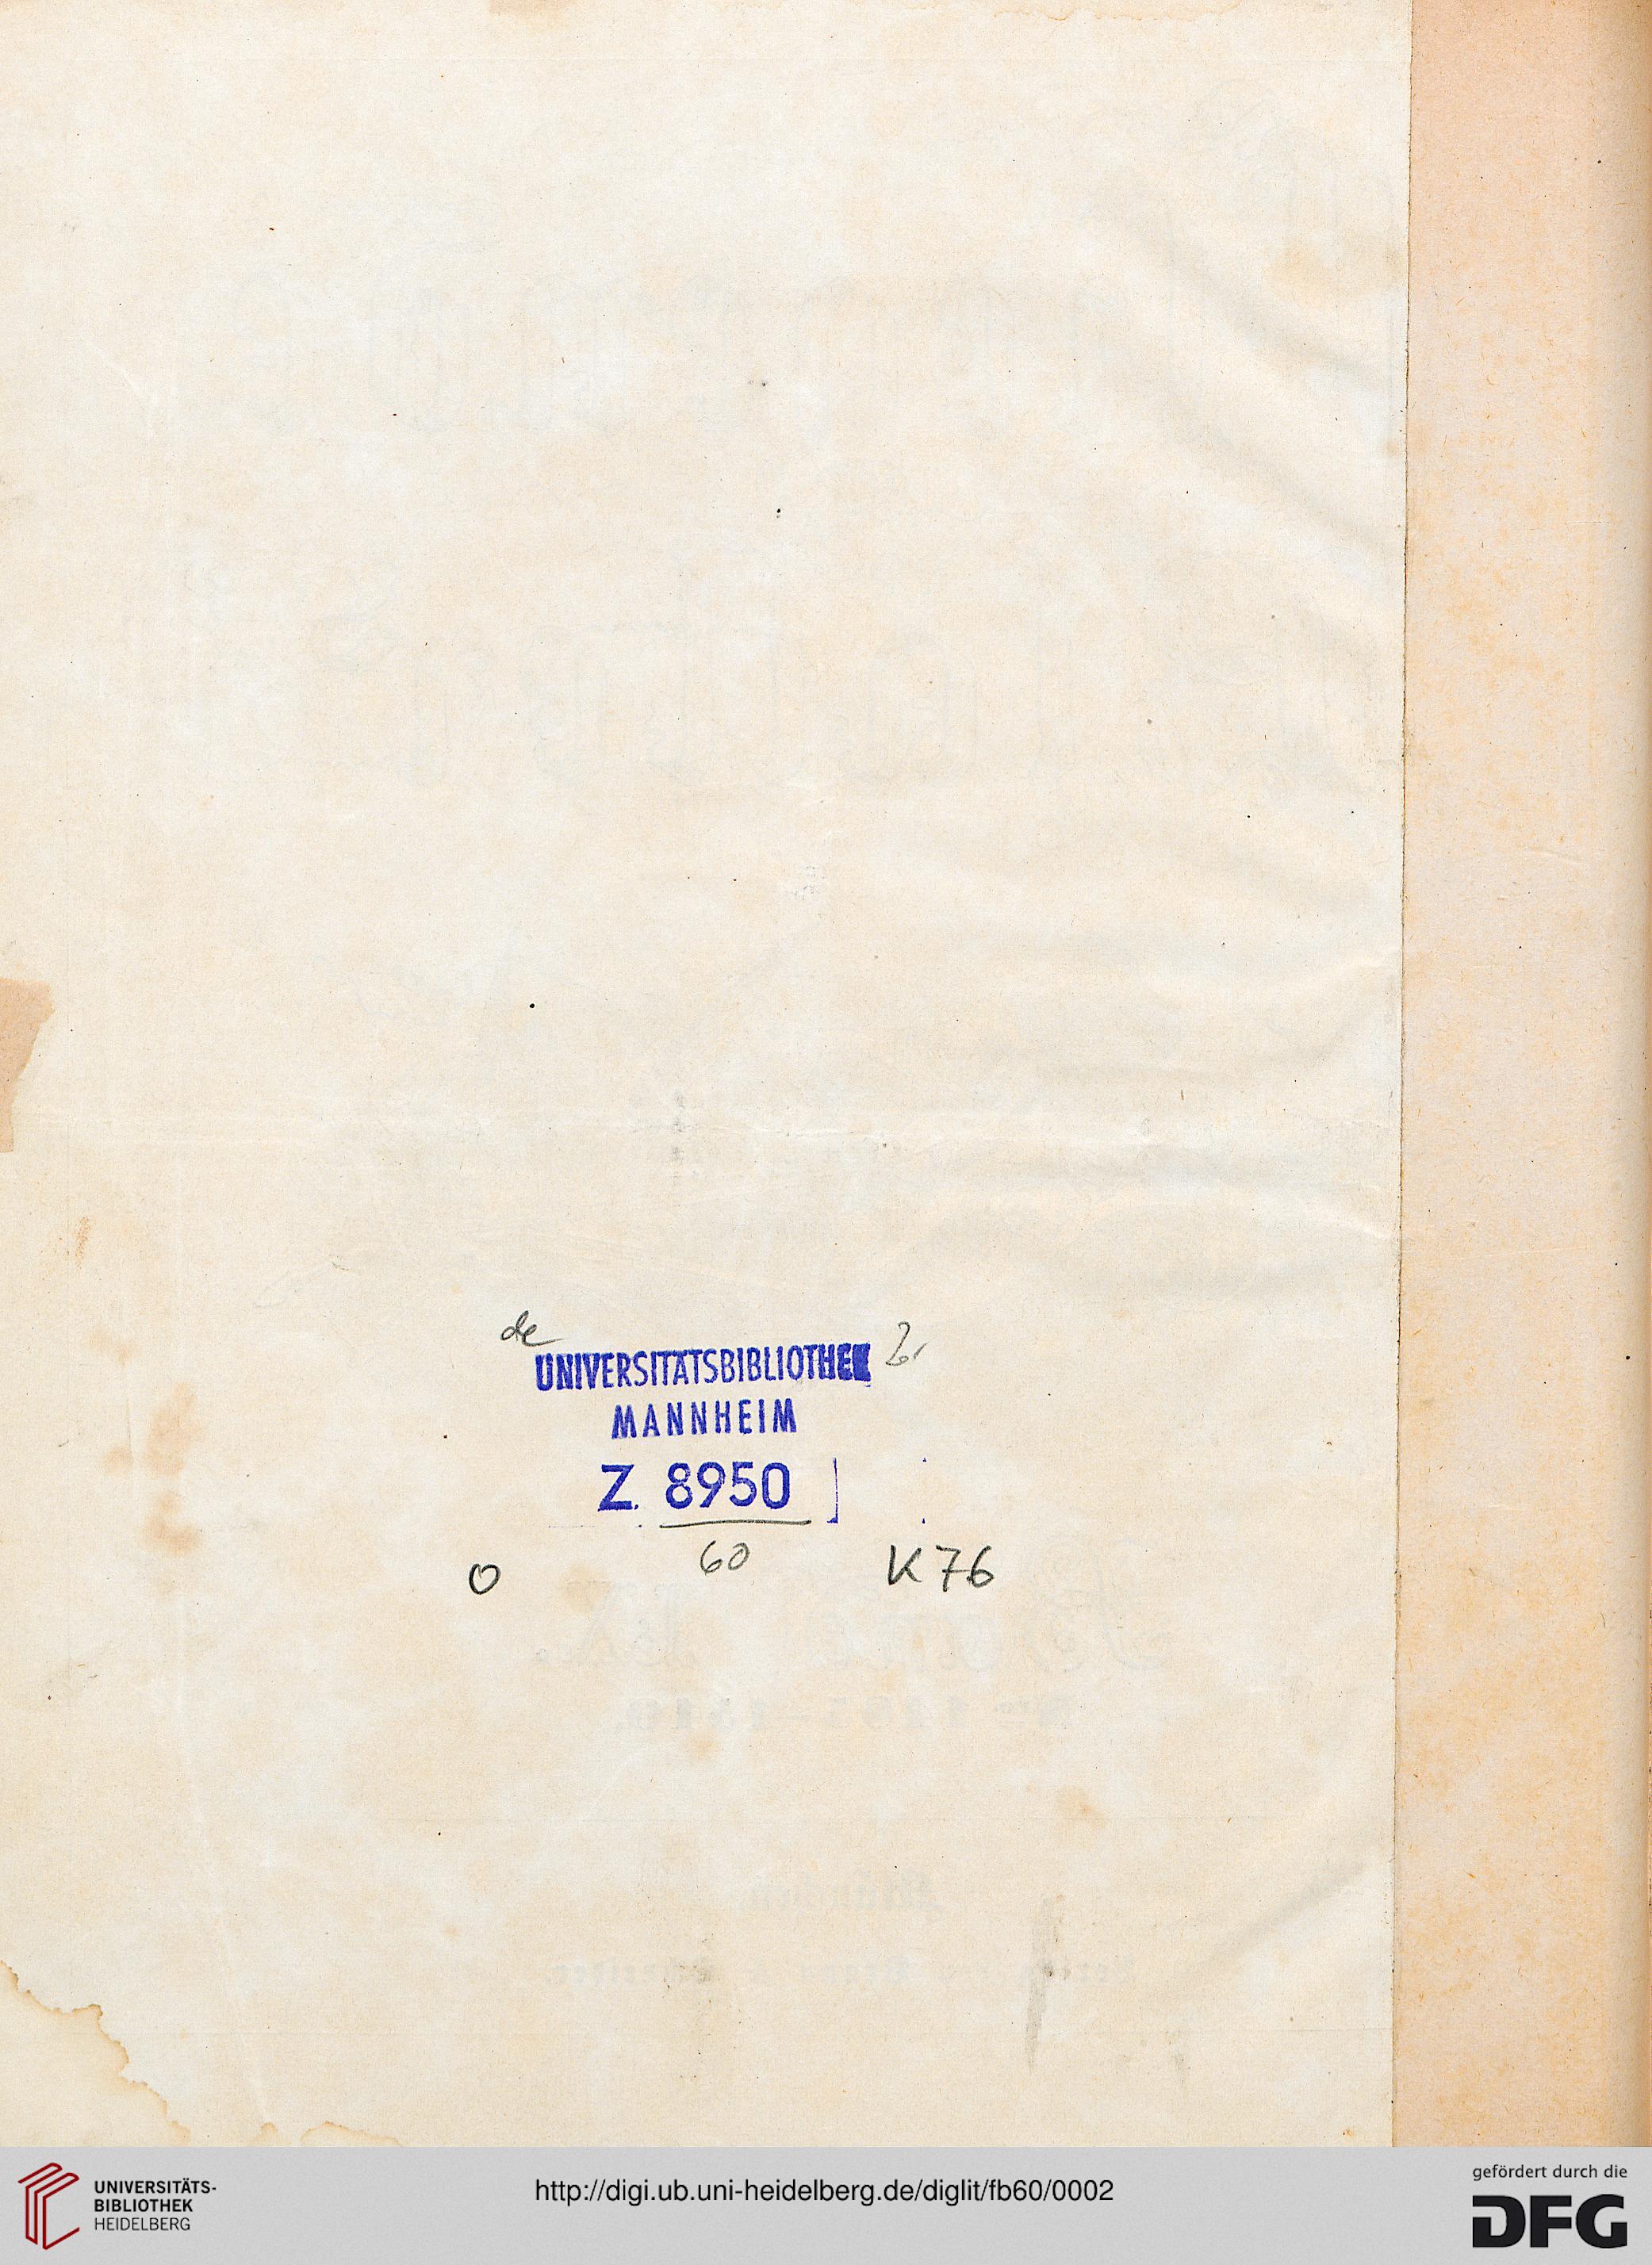 de
UNIVERSITÄTSBIBLIOTHEK
MANNHEIM
Z 8950
60
O
K 76
UNIVERSITÄTS-
BIBLIOTHEK
HEIDELBERG
http://digi.ub.uni-heidelberg.de/diglit/fb60/0002
gefördert durch die
DFG